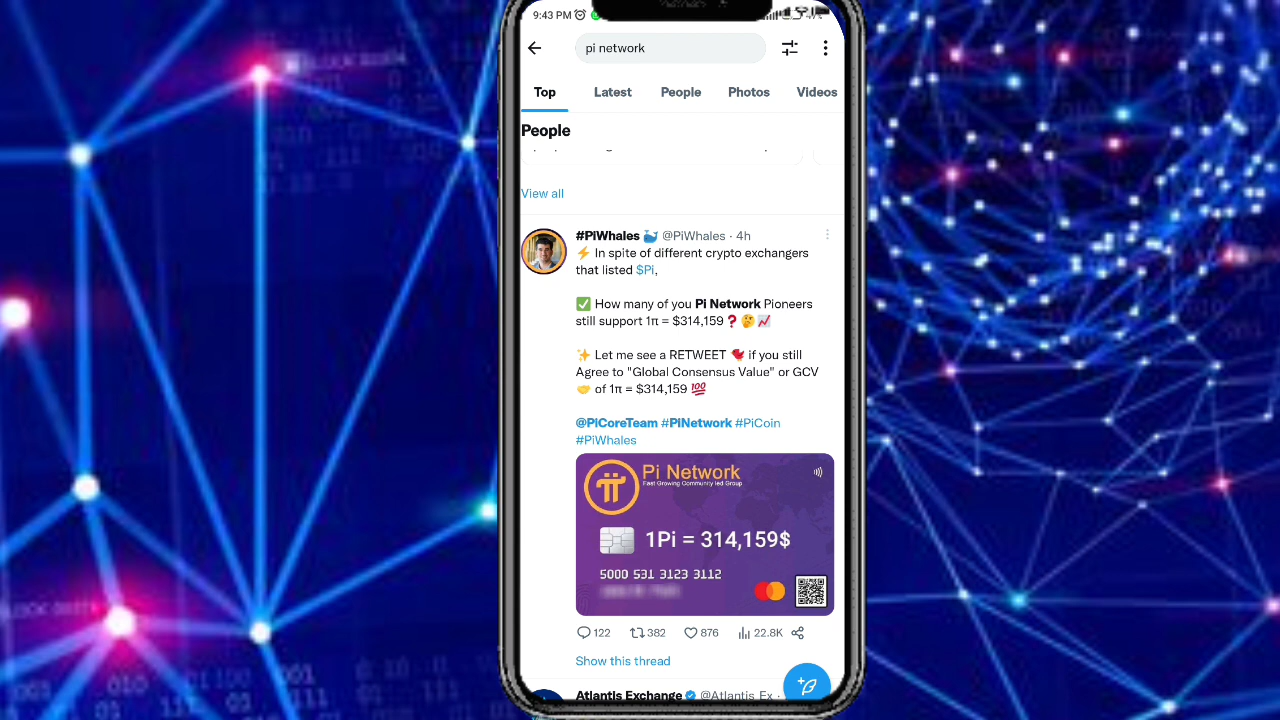 9:43 PM
pi network
Top Latest People Photos Videos
People
View all
#PiWhales 🐳 @PiWhales · 4h
⚡ In spite of different crypto exchangers
that listed $Pi,
✅ How many of you Pi Network Pioneers
still support 1π = $314,159❓🤔📈
✨ Let me see a RETWEET 🐦 if you still
Agree to "Global Consensus Value" or GCV
🤝 of 1π = $314,159 💯
@PiCoreTeam #PiNetwork #PiCoin
#PiWhales
Pi Network
Fast Growing Community led Group
1Pi = 314,159$
5000 531 3123 3112
122 382 876 22.8K
Show this thread
Atlantis Exchange @Atlantis_Ex ·